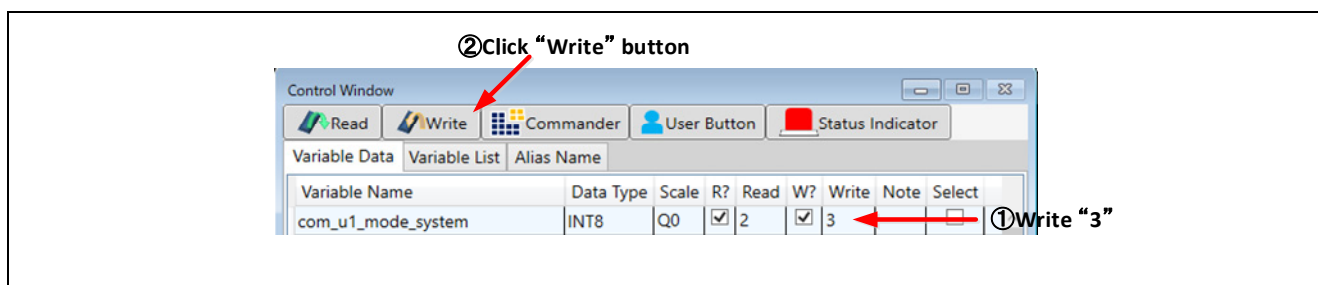 ②Click “Write” button
Control Window
Read Write Commander User Button Status Indicator
Variable Data Variable List Alias Name
Variable Name Data Type Scale R? Read W? Write Note Select
com_u1_mode_system INT8 Q0 2 3
①Write “3”